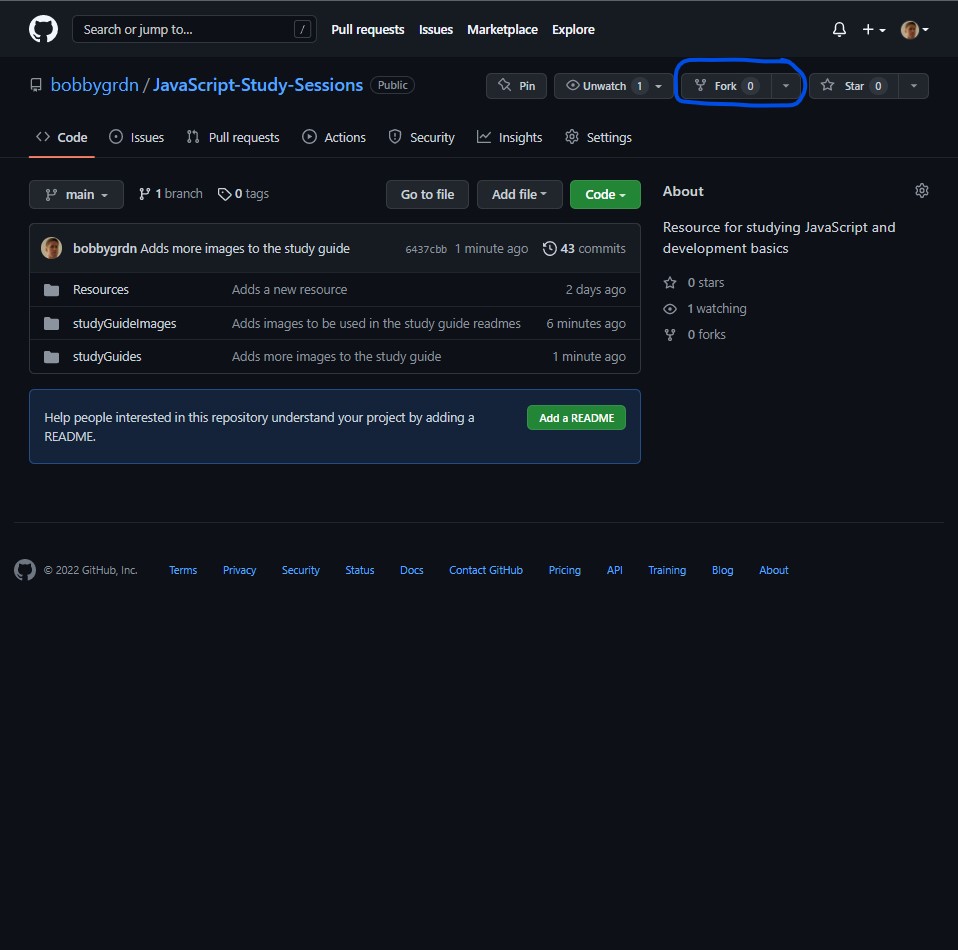 Search or jump to... / Pull requests Issues Marketplace Explore
bobbygrdn / JavaScript-Study-Sessions Public Pin Unwatch 1 Fork 0 Star 0
Code Issues Pull requests Actions Security Insights Settings
main 1 branch 0 tags Go to file Add file Code
About
Resource for studying JavaScript and
development basics
0 stars
1 watching
0 forks
bobbygrdn Adds more images to the study guide 6437cbb 1 minute ago 43 commits
Resources Adds a new resource 2 days ago
studyGuideImages Adds images to be used in the study guide readmes 6 minutes ago
studyGuides Adds more images to the study guide 1 minute ago
Help people interested in this repository understand your project by adding a
README.
Add a README
© 2022 GitHub, Inc. Terms Privacy Security Status Docs Contact GitHub Pricing API Training Blog About